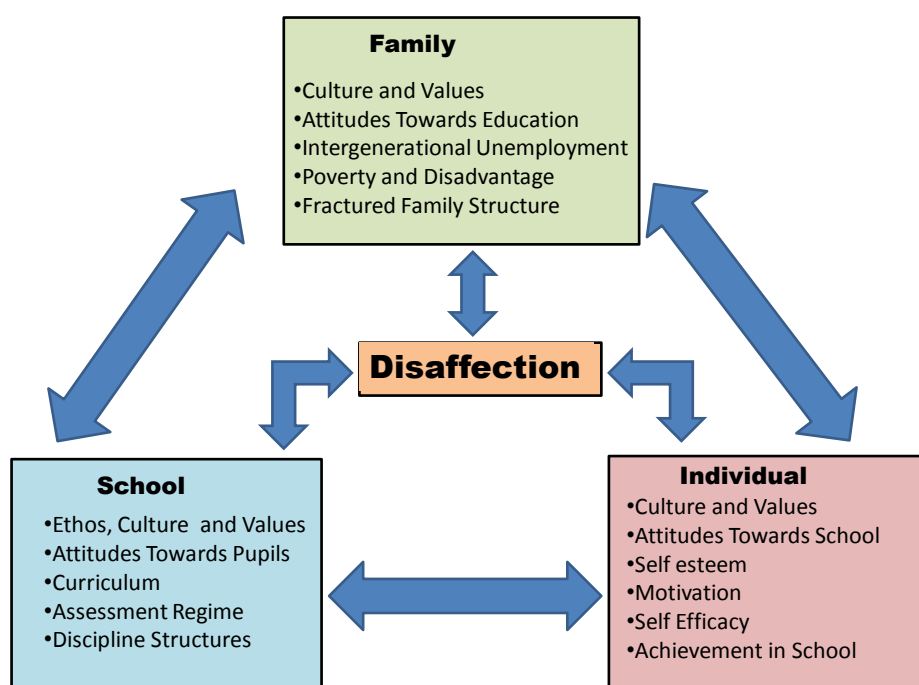 Family
•Culture and Values
•Attitudes Towards Education
•Intergenerational Unemployment
•Poverty and Disadvantage
•Fractured Family Structure
Disaffection
School
•Ethos, Culture and Values
•Attitudes Towards Pupils
•Curriculum
•Assessment Regime
•Discipline Structures
Individual
•Culture and Values
•Attitudes Towards School
•Self esteem
•Motivation
•Self Efficacy
•Achievement in School